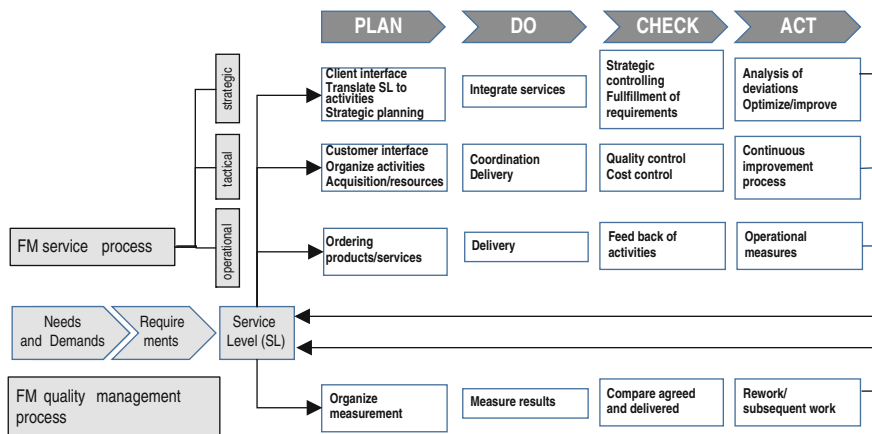 PLAN
DO
CHECK
ACT
strategic
Client interface
Translate SL to
activities
Strategic planning
Integrate services
Strategic
controlling
Fullfillment of
requirements
Analysis of
deviations
Optimize/improve
tactical
Customer interface
Organize activities
Acquisition/resources
Coordination
Delivery
Quality control
Cost control
Continuous
improvement
process
FM service process
operational
Ordering
products/services
Delivery
Feed back of
activities
Operational
measures
Needs
and Demands
Require
ments
Service
Level (SL)
FM quality management
process
Organize
measurement
Measure results
Compare agreed
and delivered
Rework/
subsequent work